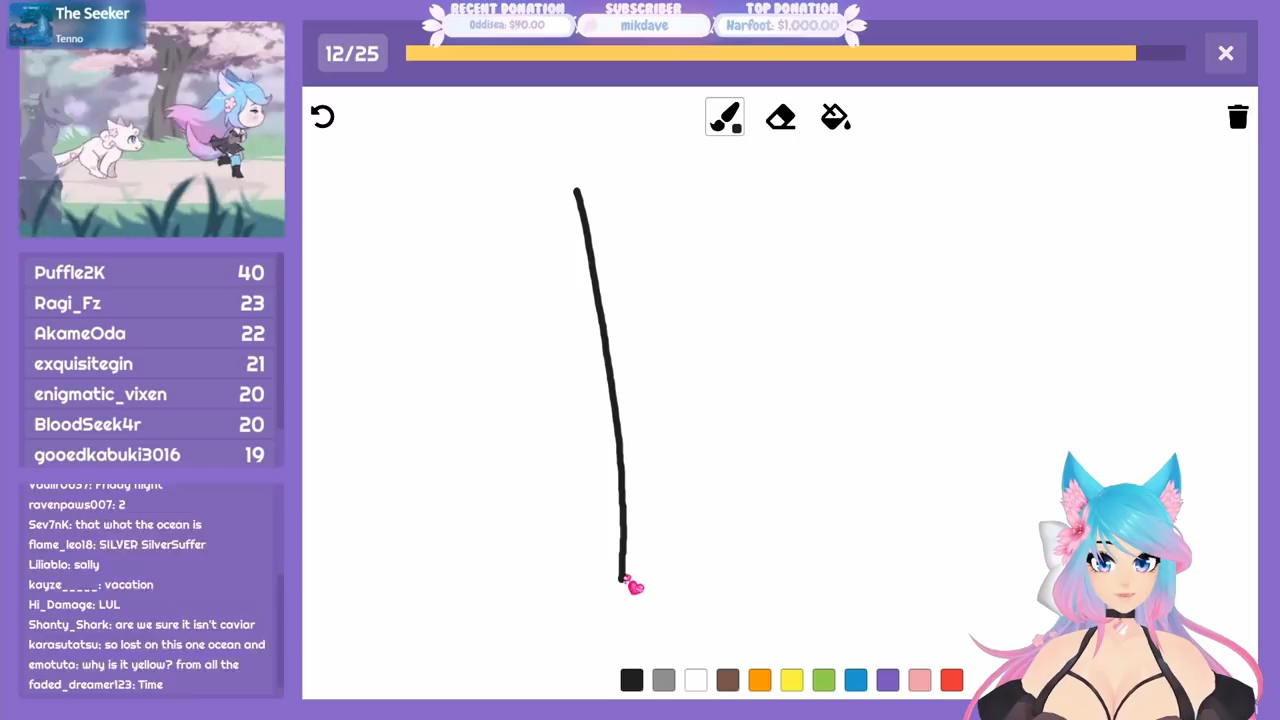 The Seeker
Tenno
RECENT DONATION
Oddisea: $40.00
SUBSCRIBER
mikdave
TOP DONATION
Harfoot: $1,000.00
12/25
Puffle2K 40
Ragi_Fz 23
AkameOda 22
exquisitegin 21
enigmatic_vixen 20
BloodSeek4r 20
gooedkabuki3016 19
Friday night
ravenpaws007: 2
Sev7nK: that what the ocean is
flame_leo18: SILVER SilverSuffer
Liliablo: sally
kayze_____: vacation
Hi_Damage: LUL
Shanty_Shark: are we sure it isn't caviar
karasutatsu: so lost on this one ocean and
emotuta: why is it yellow? from all the
faded_dreamer123: Time